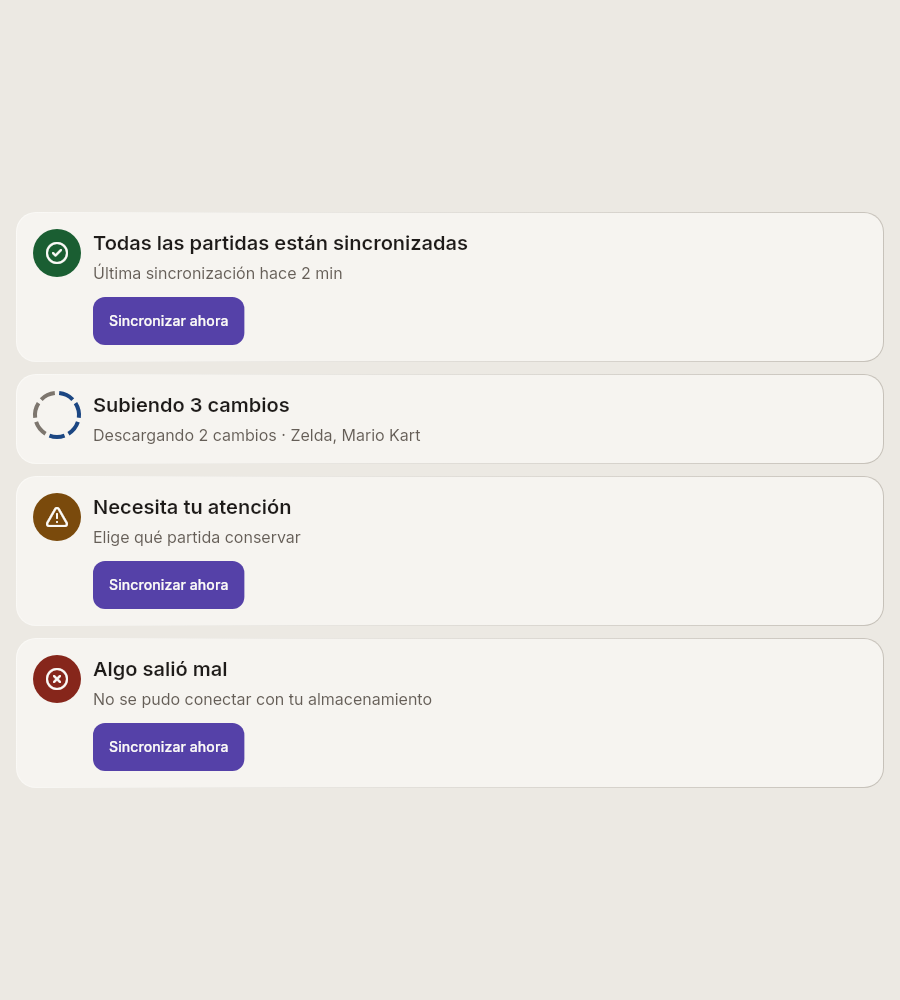 Todas las partidas están sincronizadas
Última sincronización hace 2 min
Sincronizar ahora
Subiendo 3 cambios
Descargando 2 cambios · Zelda, Mario Kart
Necesita tu atención
Elige qué partida conservar
Sincronizar ahora
Algo salió mal
No se pudo conectar con tu almacenamiento
Sincronizar ahora